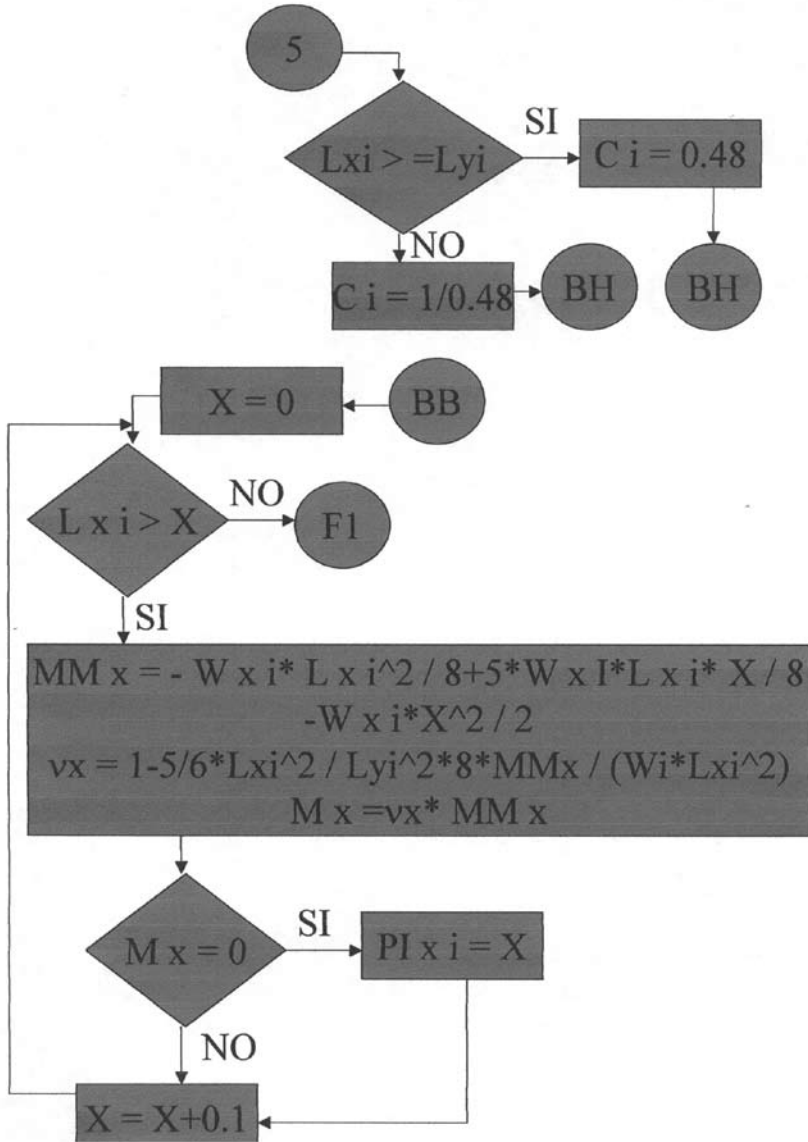 5
Lxi > =Lyi
SI
C i = 0.48
NO
C i = 1/0.48
BH
BH
X = 0
BB
L x i > X
NO
F1
SI
MM x = - W x i* L x i^2 / 8+5*W x I*L x i* X / 8
-W x i*X^2 / 2
νx = 1-5/6*Lxi^2 / Lyi^2*8*MMx / (Wi*Lxi^2)
M x =νx* MM x
M x = 0
SI
PI x i = X
NO
X = X+0.1